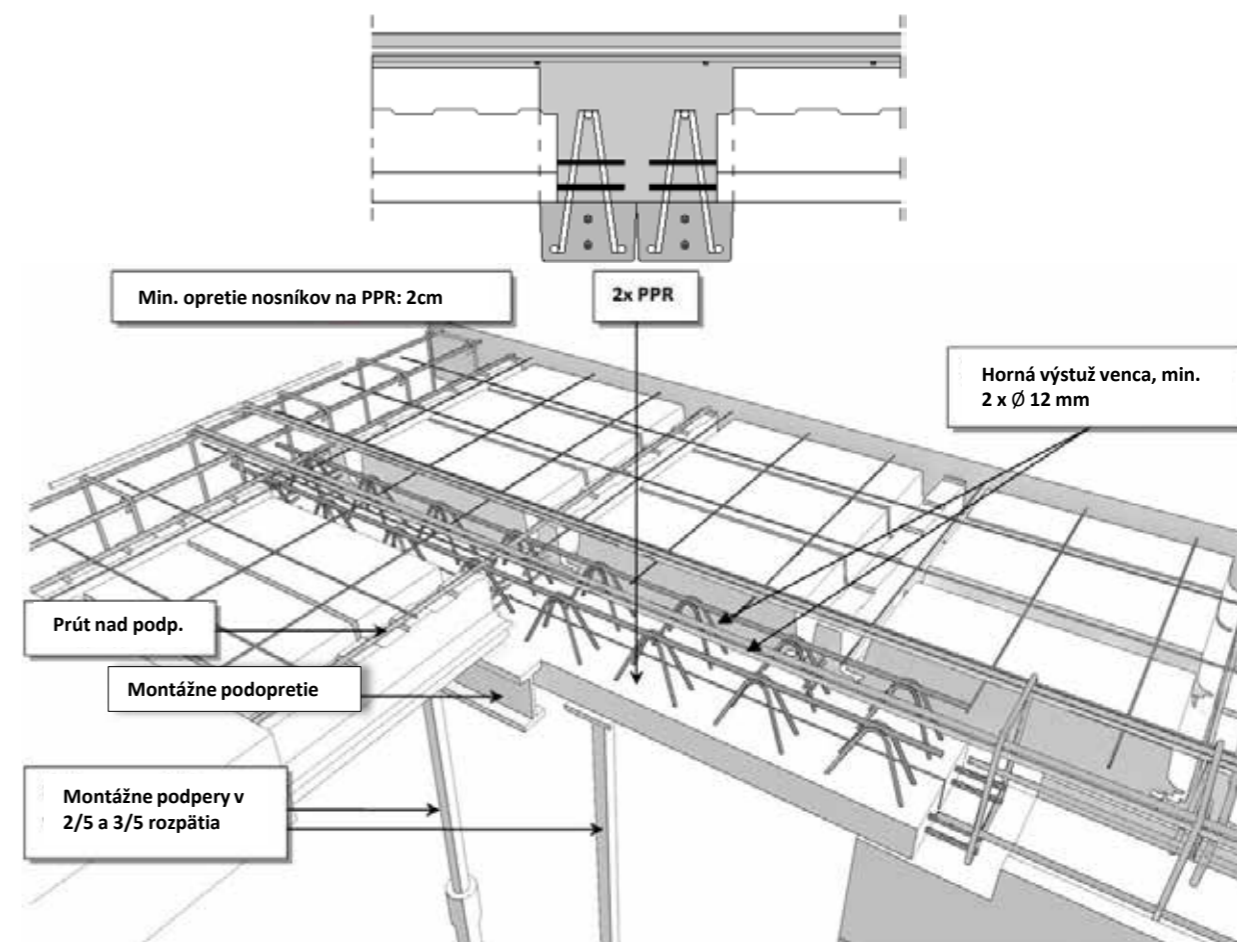 Min. opretie nosníkov na PPR: 2cm
2x PPR
Horná výstuž venca, min.
2 x Ø 12 mm
Prút nad podp.
Montážne podopretie
Montážne podpery v
2/5 a 3/5 rozpätia